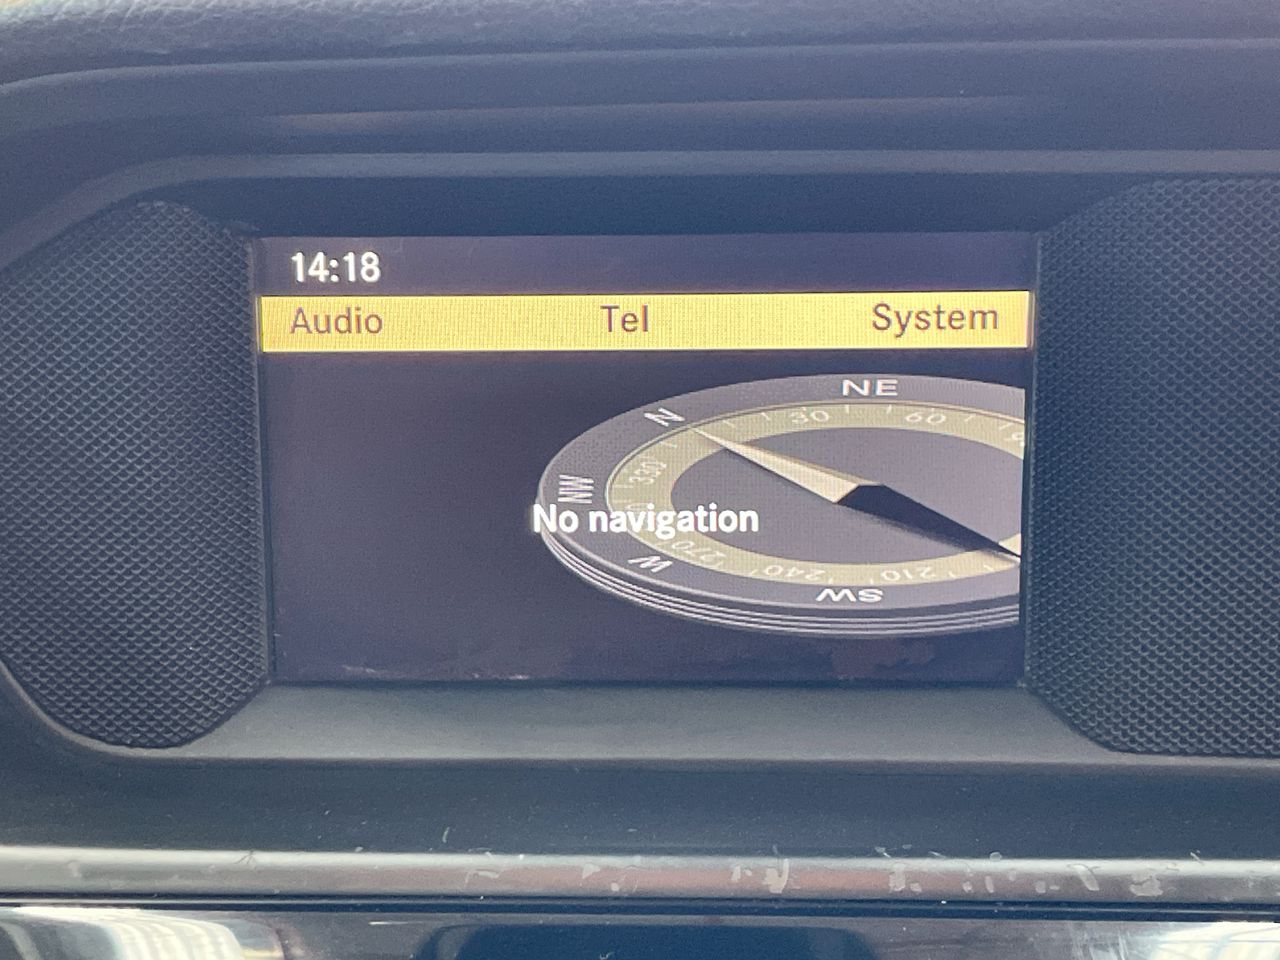 14:18
Audio Tel System
NE
N 30 60
330
NW
No navigation
W 270 240 210
SW